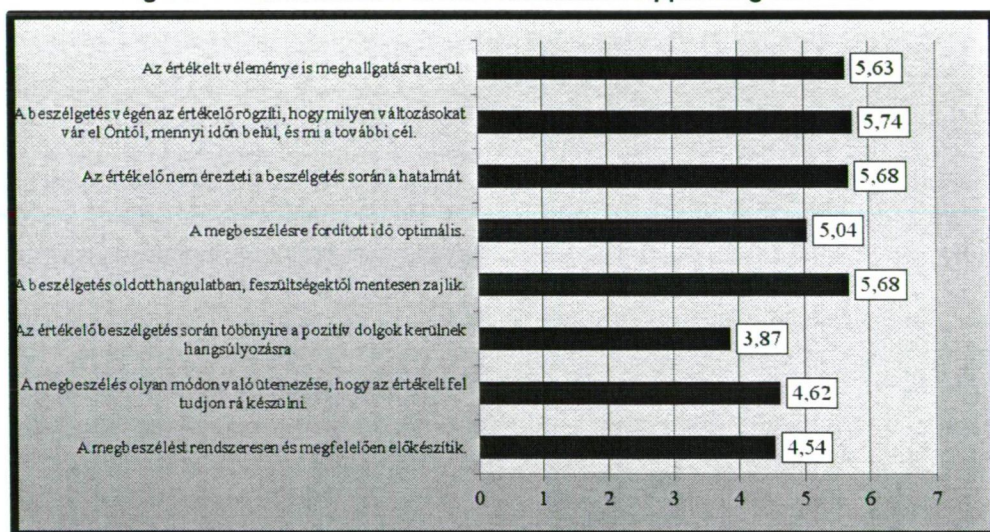 Az értékelt véleménye is meghallgatásra kerül.
5,63
A beszélgetés végén az értékelő rögzíti, hogy milyen változásokat
vár el Öntől, mennyi időn belül, és mi a további cél.
5,74
Az értékelő nem érezteti a beszélgetés során a hatalmát.
5,68
A megbeszélésre fordított idő optimális.
5,04
A beszélgetés oldott hangulatban, feszültségektől mentesen zajlik.
5,68
Az értékelő beszélgetés során többnyire a pozitív dolgok kerülnek
hangsúlyozásra
3,87
A megbeszélés olyan módon való ütemezése, hogy az értékelt fel
tudjon rá készülni.
4,62
A megbeszélést rendszeresen és megfelelően előkészítik.
4,54
0 1 2 3 4 5 6 7